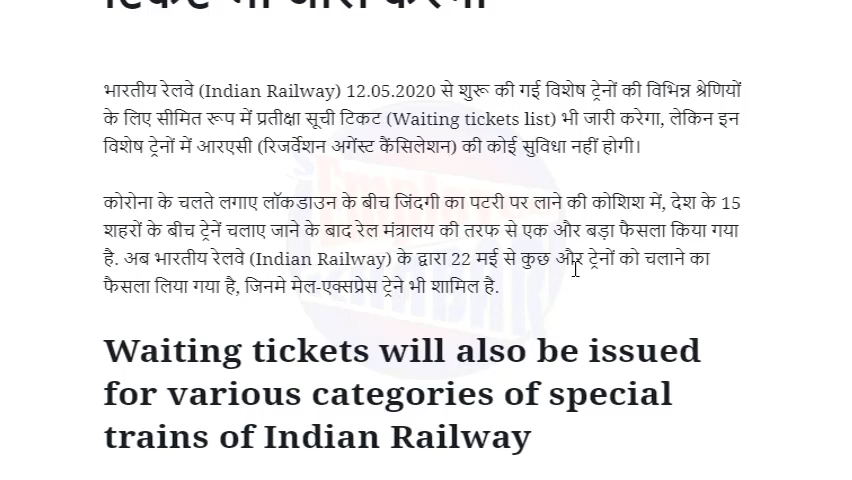 भारतीय रेलवे (Indian Railway) 12.05.2020 से शुरू की गई विशेष ट्रेनों की विभिन्न श्रेणियों
के लिए सीमित रूप में प्रतीक्षा सूची टिकट (Waiting tickets list) भी जारी करेगा, लेकिन इन
विशेष ट्रेनों में आरएसी (रिजर्वेशन अगेंस्ट कैंसिलेशन) की कोई सुविधा नहीं होगी।
कोरोना के चलते लगाए लॉकडाउन के बीच जिंदगी का पटरी पर लाने की कोशिश में, देश के 15
शहरों के बीच ट्रेनें चलाए जाने के बाद रेल मंत्रालय की तरफ से एक और बड़ा फैसला किया गया
है. अब भारतीय रेलवे (Indian Railway) के द्वारा 22 मई से कुछ और ट्रेनों को चलाने का
फैसला लिया गया है, जिनमे मेल-एक्सप्रेस ट्रेने भी शामिल है.
Waiting tickets will also be issued
for various categories of special
trains of Indian Railway